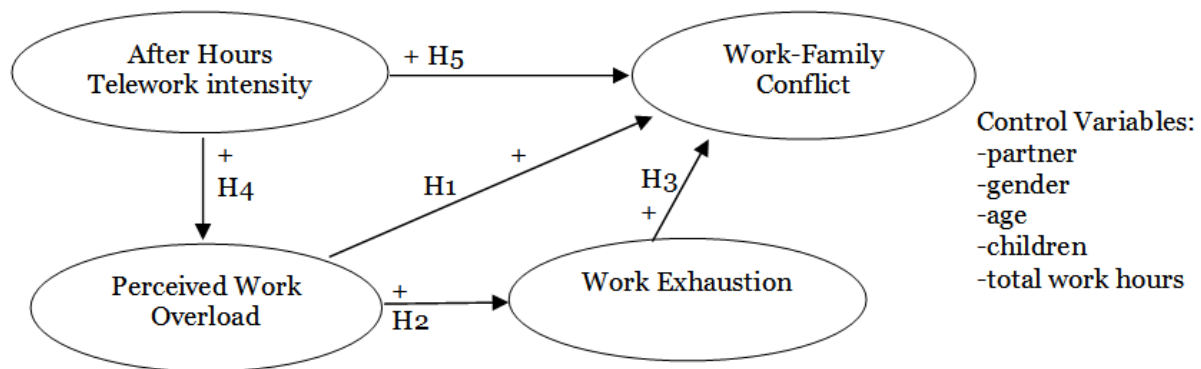 After Hours
Telework intensity
+ H5
Work-Family
Conflict
+
H4
H1
+
H3
+
Perceived Work
Overload
+
H2
Work Exhaustion
Control Variables:
-partner
-gender
-age
-children
-total work hours